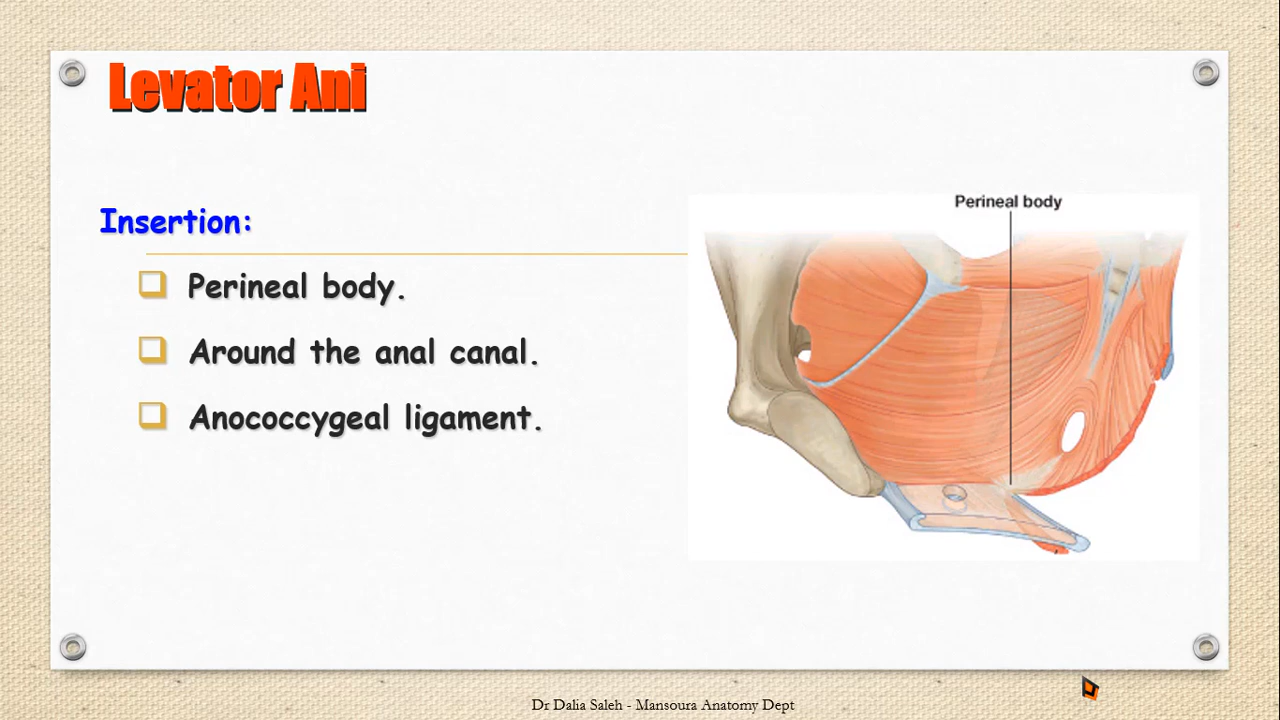 Levator Ani
Insertion:
Perineal body.
Around the anal canal.
Anococcygeal ligament.
Perineal body
Dr Dalia Saleh - Mansoura Anatomy Dept